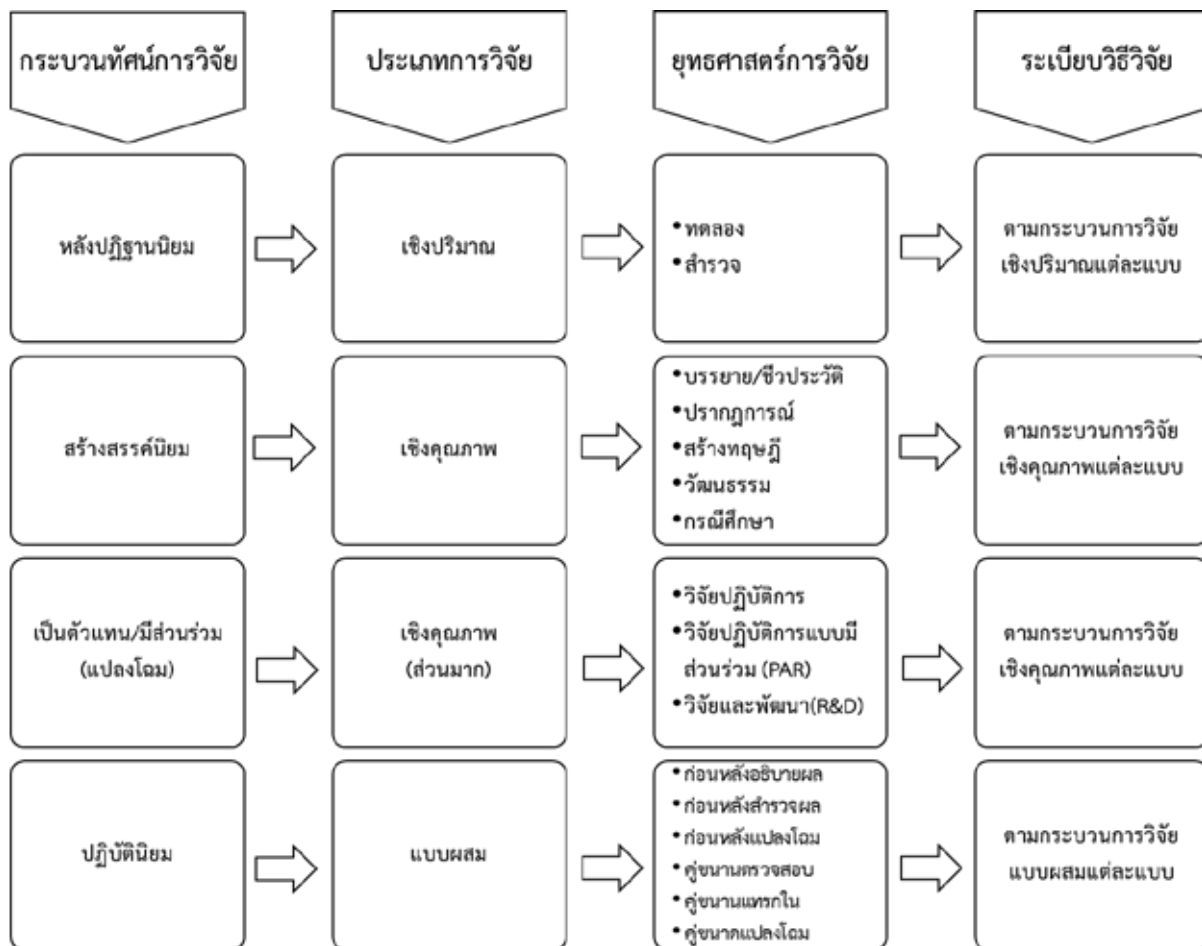 กระบวนทัศน์การวิจัย
ประเภทการวิจัย
ยุทธศาสตร์การวิจัย
ระเบียบวิธีวิจัย
หลังปฏิฐานนิยม
เชิงปริมาณ
•ทดลอง
•สำรวจ
ตามกระบวนการวิจัย
เชิงปริมาณแต่ละแบบ
สร้างสรรค์นิยม
เชิงคุณภาพ
•บรรยาย/ชีวประวัติ
•ปรากฏการณ์
•สร้างทฤษฎี
•วัฒนธรรม
•กรณีศึกษา
ตามกระบวนการวิจัย
เชิงคุณภาพแต่ละแบบ
เป็นตัวแทน/มีส่วนร่วม
(แปลงโฉม)
เชิงคุณภาพ
(ส่วนมาก)
•วิจัยปฏิบัติการ
•วิจัยปฏิบัติการแบบมี
ส่วนร่วม (PAR)
•วิจัยและพัฒนา(R&D)
ตามกระบวนการวิจัย
เชิงคุณภาพแต่ละแบบ
ปฏิบัตินิยม
แบบผสม
•ก่อนหลังอธิบายผล
•ก่อนหลังสำรวจผล
•ก่อนหลังแปลงโฉม
•คู่ขนานตรวจสอบ
•คู่ขนานแทรกใน
•คู่ขนากแปลงโฉม
ตามกระบวนการวิจัย
แบบผสมแต่ละแบบ